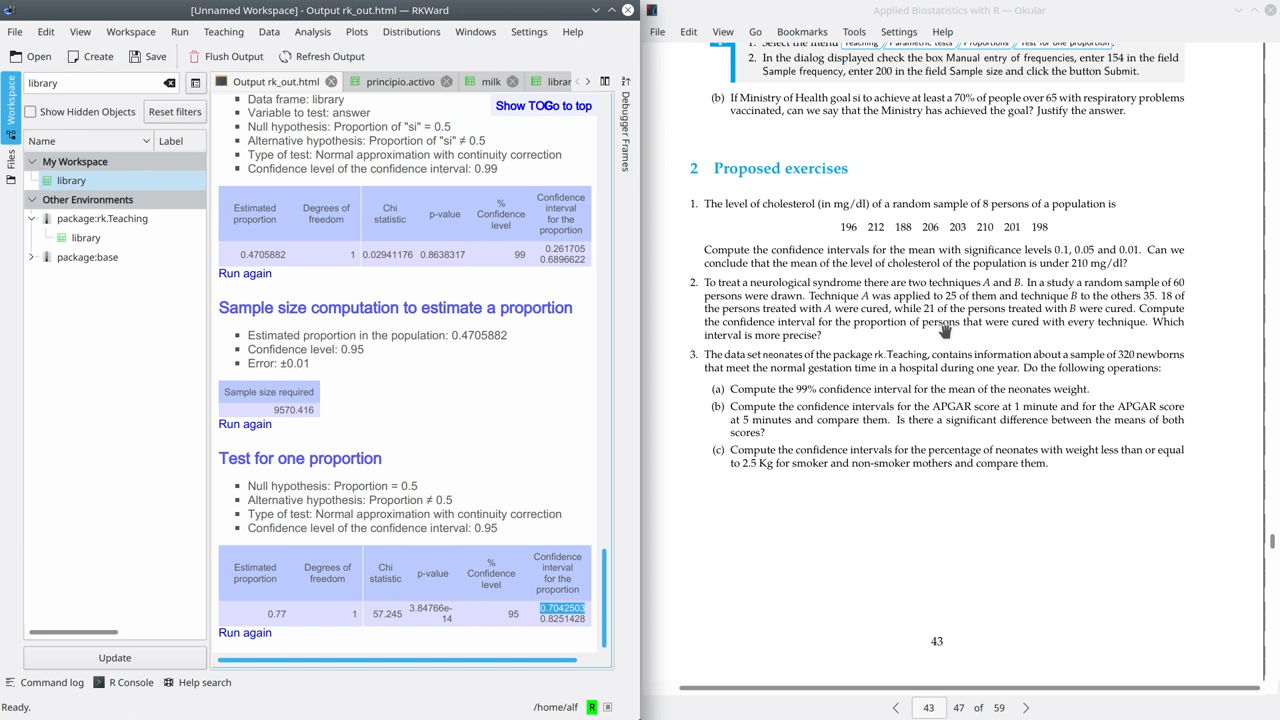 [Unnamed Workspace] - Output rk_out.html — RKWard
File Edit View Workspace Run Teaching Data Analysis Plots Distributions Windows Settings Help
Open Create Save Flush Output Refresh Output
Workspace
Files
library
Show Hidden Objects Reset filters
Name Label
My Workspace
library
Other Environments
package:rk.Teaching
library
package:base
Update
Output rk_out.html principio.activo milk librar
Debugger Frames
Show TOC
Go to top
Data frame: library
Variable to test: answer
Null hypothesis: Proportion of "si" = 0.5
Alternative hypothesis: Proportion of "si" ≠ 0.5
Type of test: Normal approximation with continuity correction
Confidence level of the confidence interval: 0.99
Estimated proportion Degrees of freedom Chi statistic p-value % Confidence level Confidence interval for the proportion
0.4705882 1 0.02941176 0.8638317 99 0.261705 0.6896622
Run again
Sample size computation to estimate a proportion
Estimated proportion in the population: 0.4705882
Confidence level: 0.95
Error: ±0.01
Sample size required
9570.416
Run again
Test for one proportion
Null hypothesis: Proportion = 0.5
Alternative hypothesis: Proportion ≠ 0.5
Type of test: Normal approximation with continuity correction
Confidence level of the confidence interval: 0.95
Estimated proportion Degrees of freedom Chi statistic p-value % Confidence level Confidence interval for the proportion
0.77 1 57.245 3.84766e-14 95 0.7042503 0.8251428
Run again
Command log R Console Help search
Ready. /home/alf R
Applied Biostatistics with R — Okular
File Edit View Go Bookmarks Tools Settings Help
1. Select the menu Teaching Parametric tests Proportions Test for one proportion.
2. In the dialog displayed check the box Manual entry of frequencies, enter 154 in the field
Sample frequency, enter 200 in the field Sample size and click the button Submit.
(b) If Ministry of Health goal si to achieve at least a 70% of people over 65 with respiratory problems
vaccinated, can we say that the Ministry has achieved the goal? Justify the answer.
2 Proposed exercises
1. The level of cholesterol (in mg/dl) of a random sample of 8 persons of a population is
196 212 188 206 203 210 201 198
Compute the confidence intervals for the mean with significance levels 0.1, 0.05 and 0.01. Can we
conclude that the mean of the level of cholesterol of the population is under 210 mg/dl?
2. To treat a neurological syndrome there are two techniques A and B. In a study a random sample of 60
persons were drawn. Technique A was applied to 25 of them and technique B to the others 35. 18 of
the persons treated with A were cured, while 21 of the persons treated with B were cured. Compute
the confidence interval for the proportion of persons that were cured with every technique. Which
interval is more precise?
3. The data set neonates of the package rk.Teaching, contains information about a sample of 320 newborns
that meet the normal gestation time in a hospital during one year. Do the following operations:
(a) Compute the 99% confidence interval for the mean of the neonates weight.
(b) Compute the confidence intervals for the APGAR score at 1 minute and for the APGAR score
at 5 minutes and compare them. Is there a significant difference between the means of both
scores?
(c) Compute the confidence intervals for the percentage of neonates with weight less than or equal
to 2.5 Kg for smoker and non-smoker mothers and compare them.
43
43 47 of 59